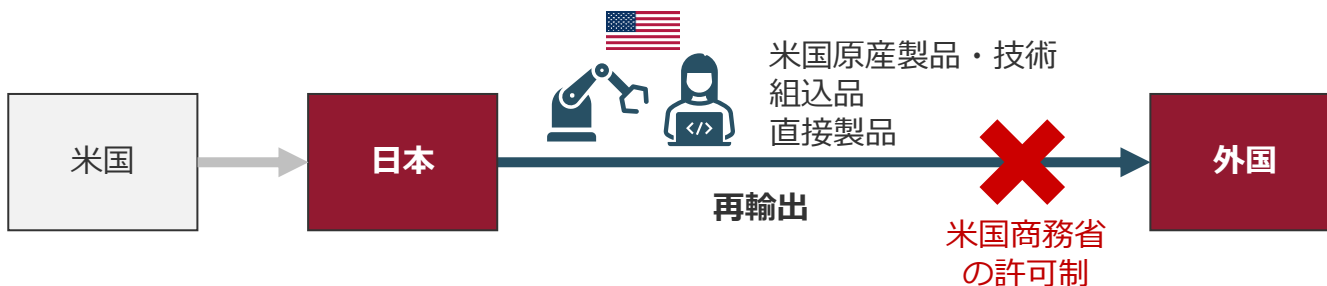 米国
日本
米国原産製品・技術
組込品
直接製品
</>
再輸出
米国商務省
の許可制
外国